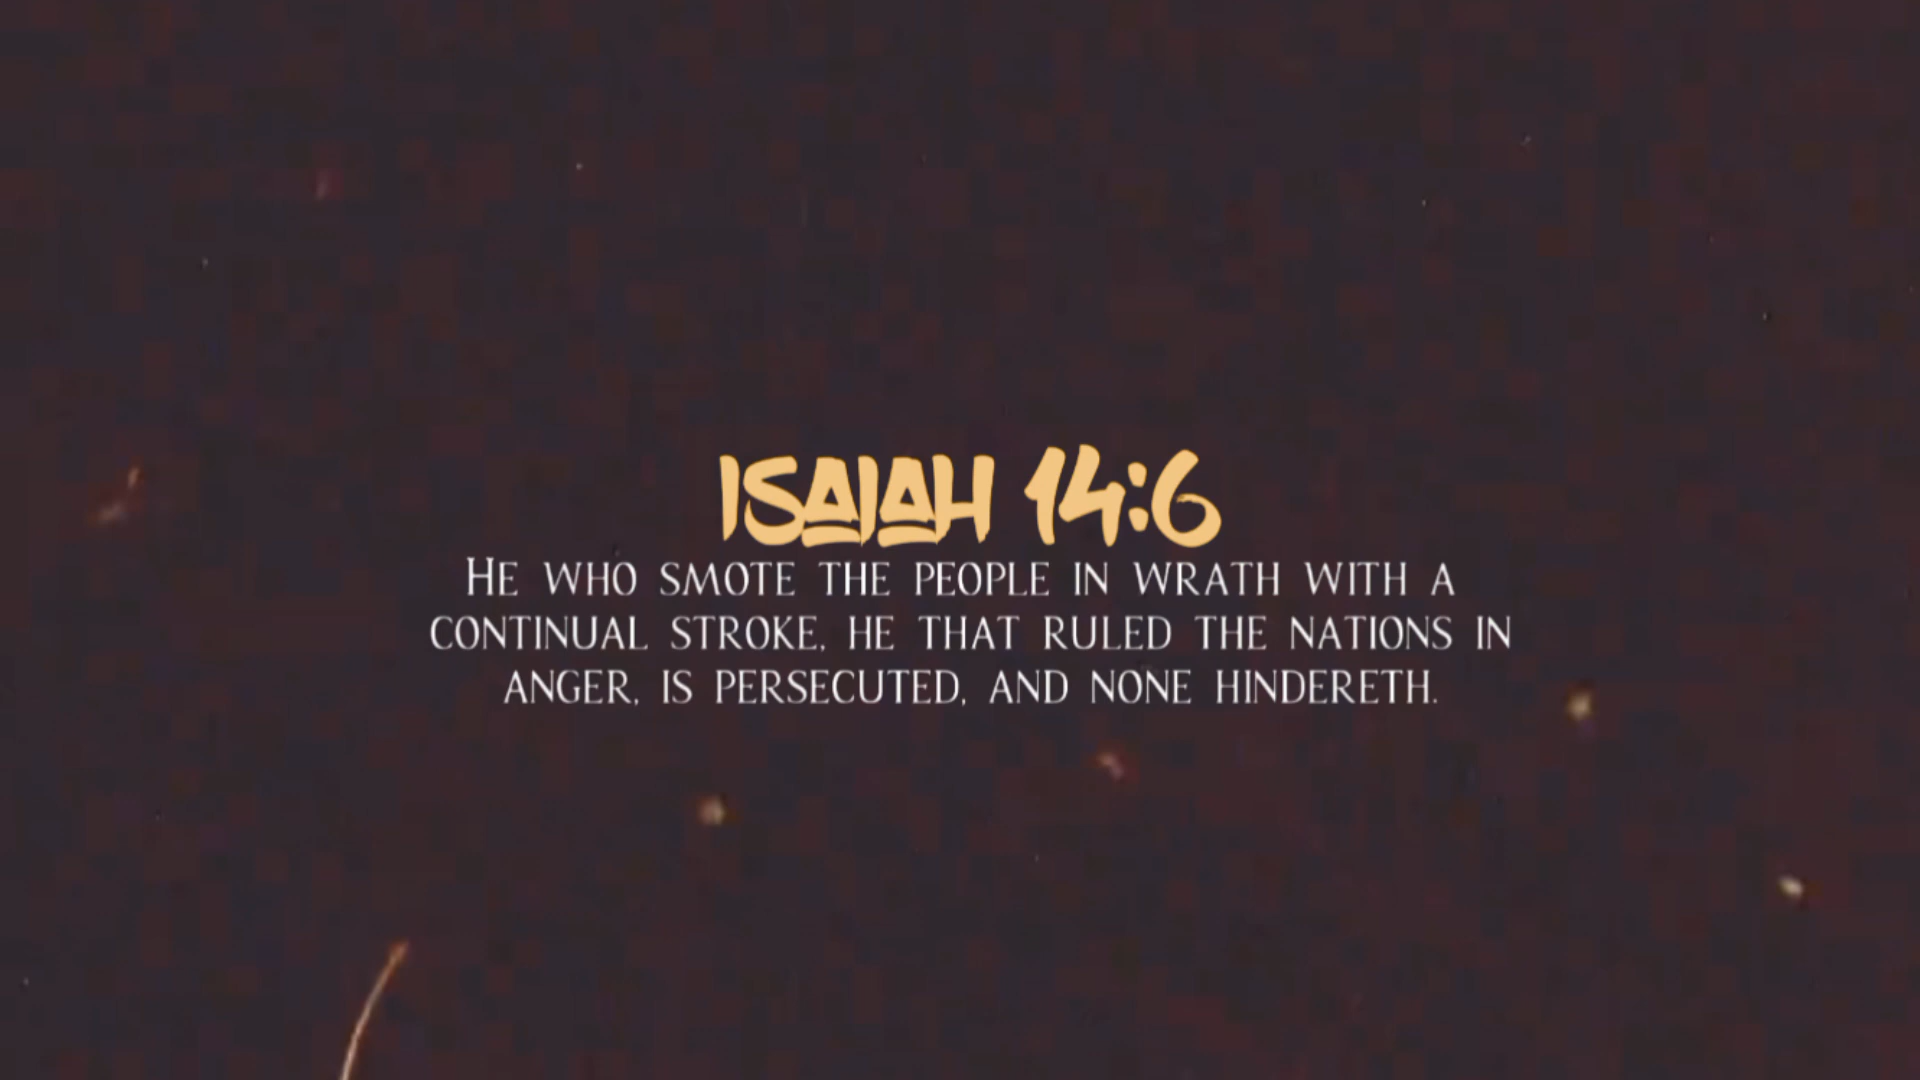 ISAIAH 14:6
HE WHO SMOTE THE PEOPLE IN WRATH WITH A
CONTINUAL STROKE, HE THAT RULED THE NATIONS IN
ANGER, IS PERSECUTED, AND NONE HINDERETH.